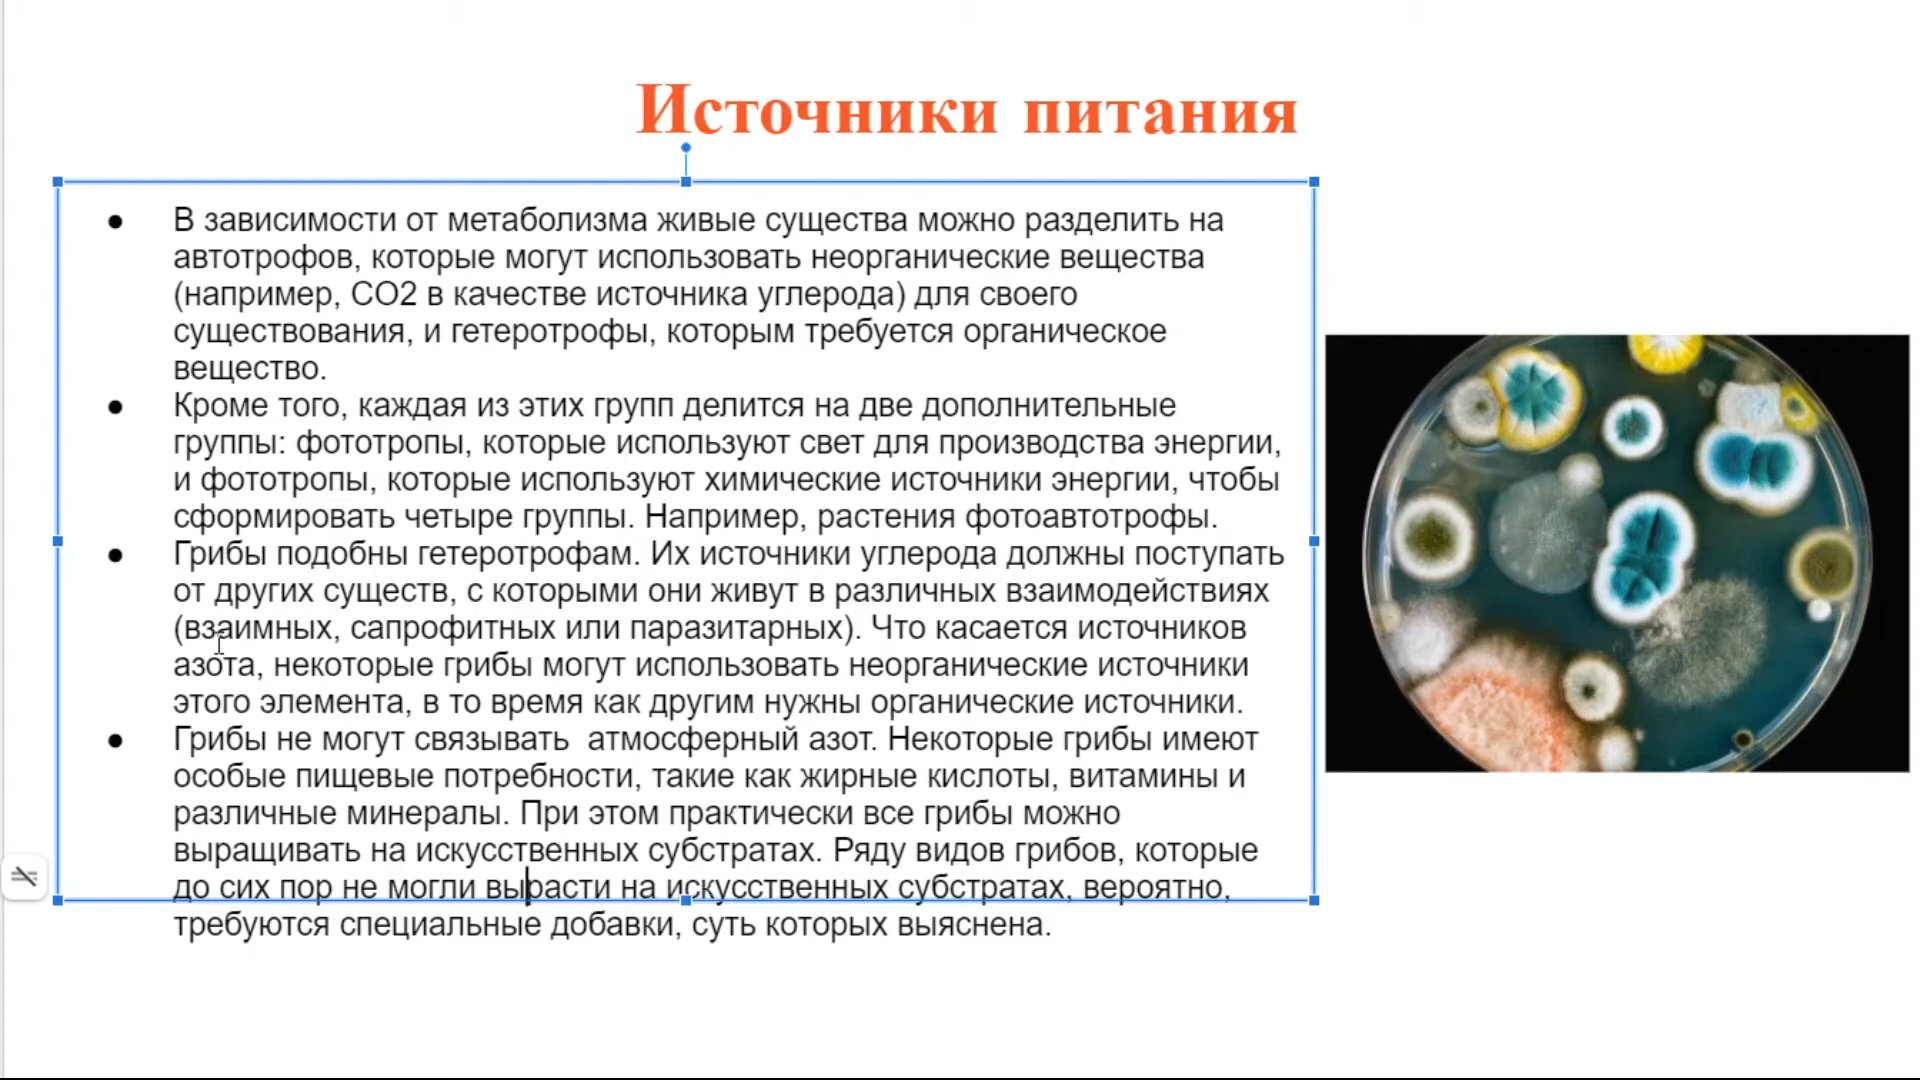 Источники питания
● В зависимости от метаболизма живые существа можно разделить на
автотрофов, которые могут использовать неорганические вещества
(например, CO2 в качестве источника углерода) для своего
существования, и гетеротрофы, которым требуется органическое
вещество.
● Кроме того, каждая из этих групп делится на две дополнительные
группы: фототропы, которые используют свет для производства энергии,
и фототропы, которые используют химические источники энергии, чтобы
сформировать четыре группы. Например, растения фотоавтотрофы.
● Грибы подобны гетеротрофам. Их источники углерода должны поступать
от других существ, с которыми они живут в различных взаимодействиях
(взаимных, сапрофитных или паразитарных). Что касается источников
азота, некоторые грибы могут использовать неорганические источники
этого элемента, в то время как другим нужны органические источники.
● Грибы не могут связывать  атмосферный азот. Некоторые грибы имеют
особые пищевые потребности, такие как жирные кислоты, витамины и
различные минералы. При этом практически все грибы можно
выращивать на искусственных субстратах. Ряду видов грибов, которые
до сих пор не могли вырасти на искусственных субстратах, вероятно,
требуются специальные добавки, суть которых выяснена.